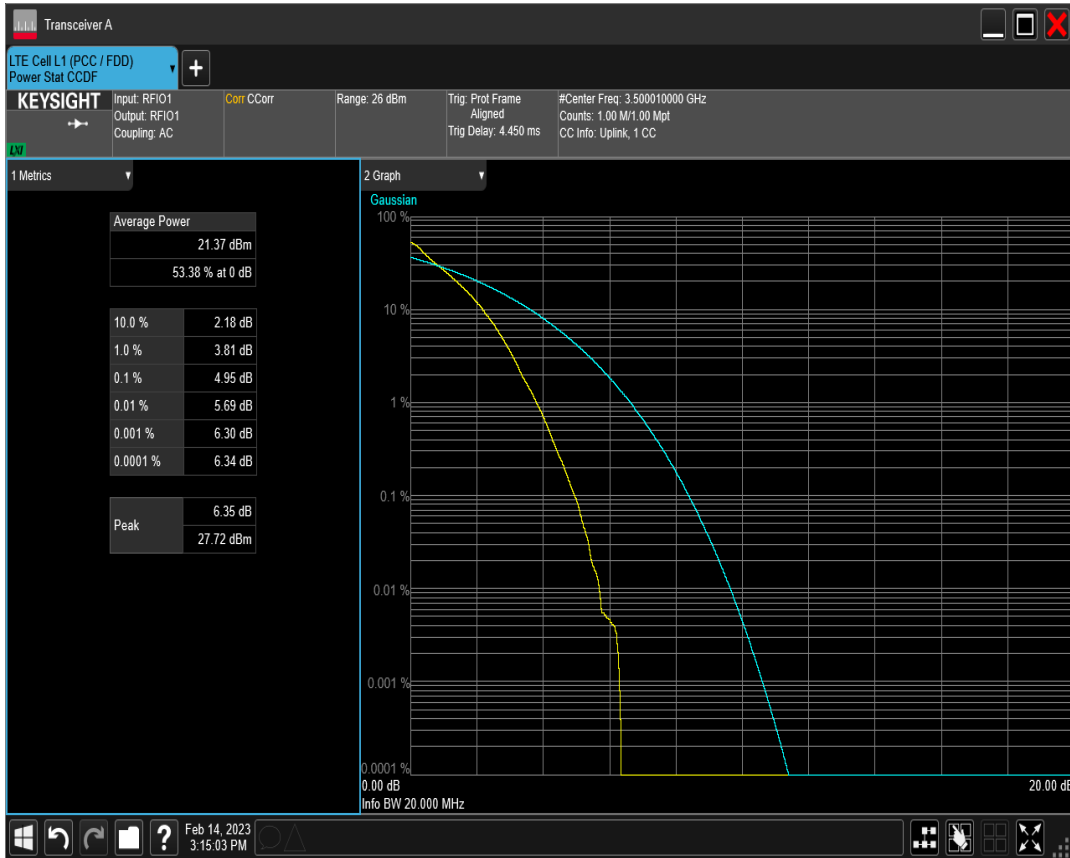 Transceiver A
LTE Cell L1 (PCC / FDD)
Power Stat CCDF
KEYSIGHT
LXI
Input: RFIO1
Output: RFIO1
Coupling: AC
Corr CCorr
Range: 26 dBm
Trig: Prot Frame
Aligned
Trig Delay: 4.450 ms
#Center Freq: 3.500010000 GHz
Counts: 1.00 M/1.00 Mpt
CC Info: Uplink, 1 CC
1 Metrics
Average Power
21.37 dBm
53.38 % at 0 dB
10.0 % 2.18 dB
1.0 % 3.81 dB
0.1 % 4.95 dB
0.01 % 5.69 dB
0.001 % 6.30 dB
0.0001 % 6.34 dB
Peak
6.35 dB
27.72 dBm
2 Graph
Gaussian
100 %
10 %
1 %
0.1 %
0.01 %
0.001 %
0.0001 %
0.00 dB
20.00 dB
Info BW 20.000 MHz
?
Feb 14, 2023
3:15:03 PM